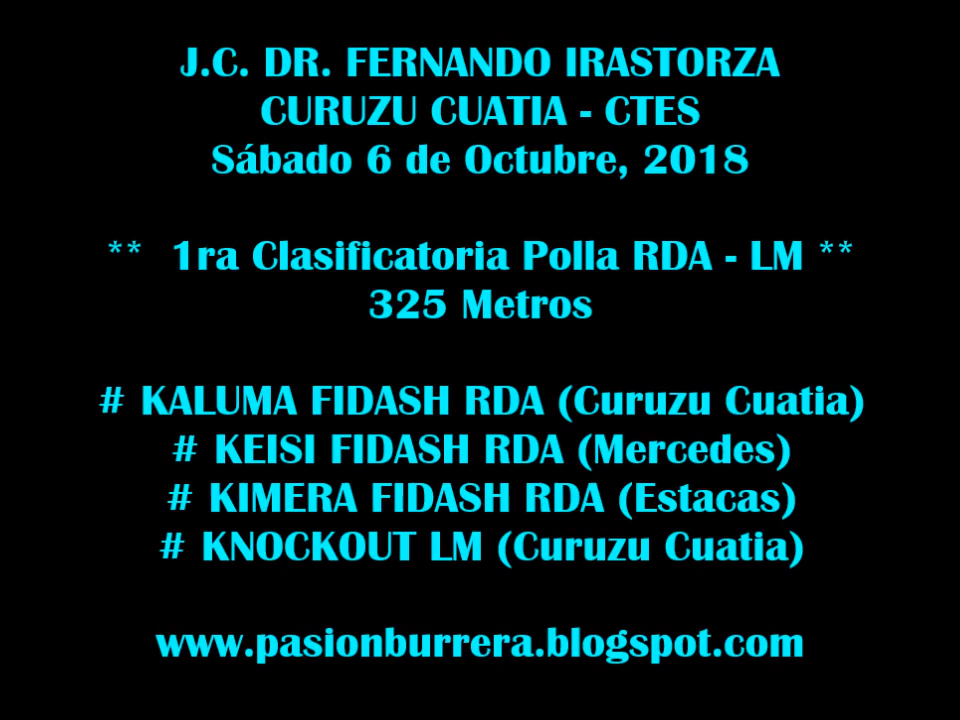 J.C. DR. FERNANDO IRASTORZA
CURUZU CUATIA - CTES
Sábado 6 de Octubre, 2018
** 1ra Clasificatoria Polla RDA - LM **
325 Metros
# KALUMA FIDASH RDA (Curuzu Cuatia)
# KEISI FIDASH RDA (Mercedes)
# KIMERA FIDASH RDA (Estacas)
# KNOCKOUT LM (Curuzu Cuatia)
www.pasionburrera.blogspot.com